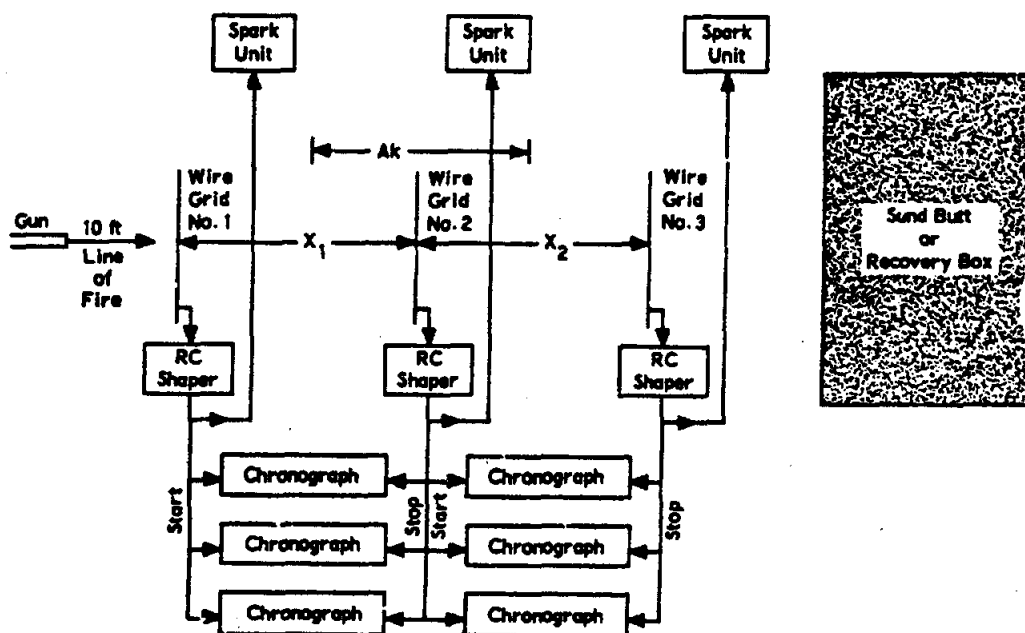 Spark
Unit
Spark
Unit
Spark
Unit
Ak
Wire
Grid
No. 1
Wire
Grid
No. 2
Wire
Grid
No. 3
Gun
10 ft
Line
of
Fire
X1
X2
Sund Butt
or
Recovery Box
RC
Shaper
RC
Shaper
RC
Shaper
Start
Chronograph
Stop
Start
Chronograph
Stop
Chronograph
Chronograph
Chronograph
Chronograph